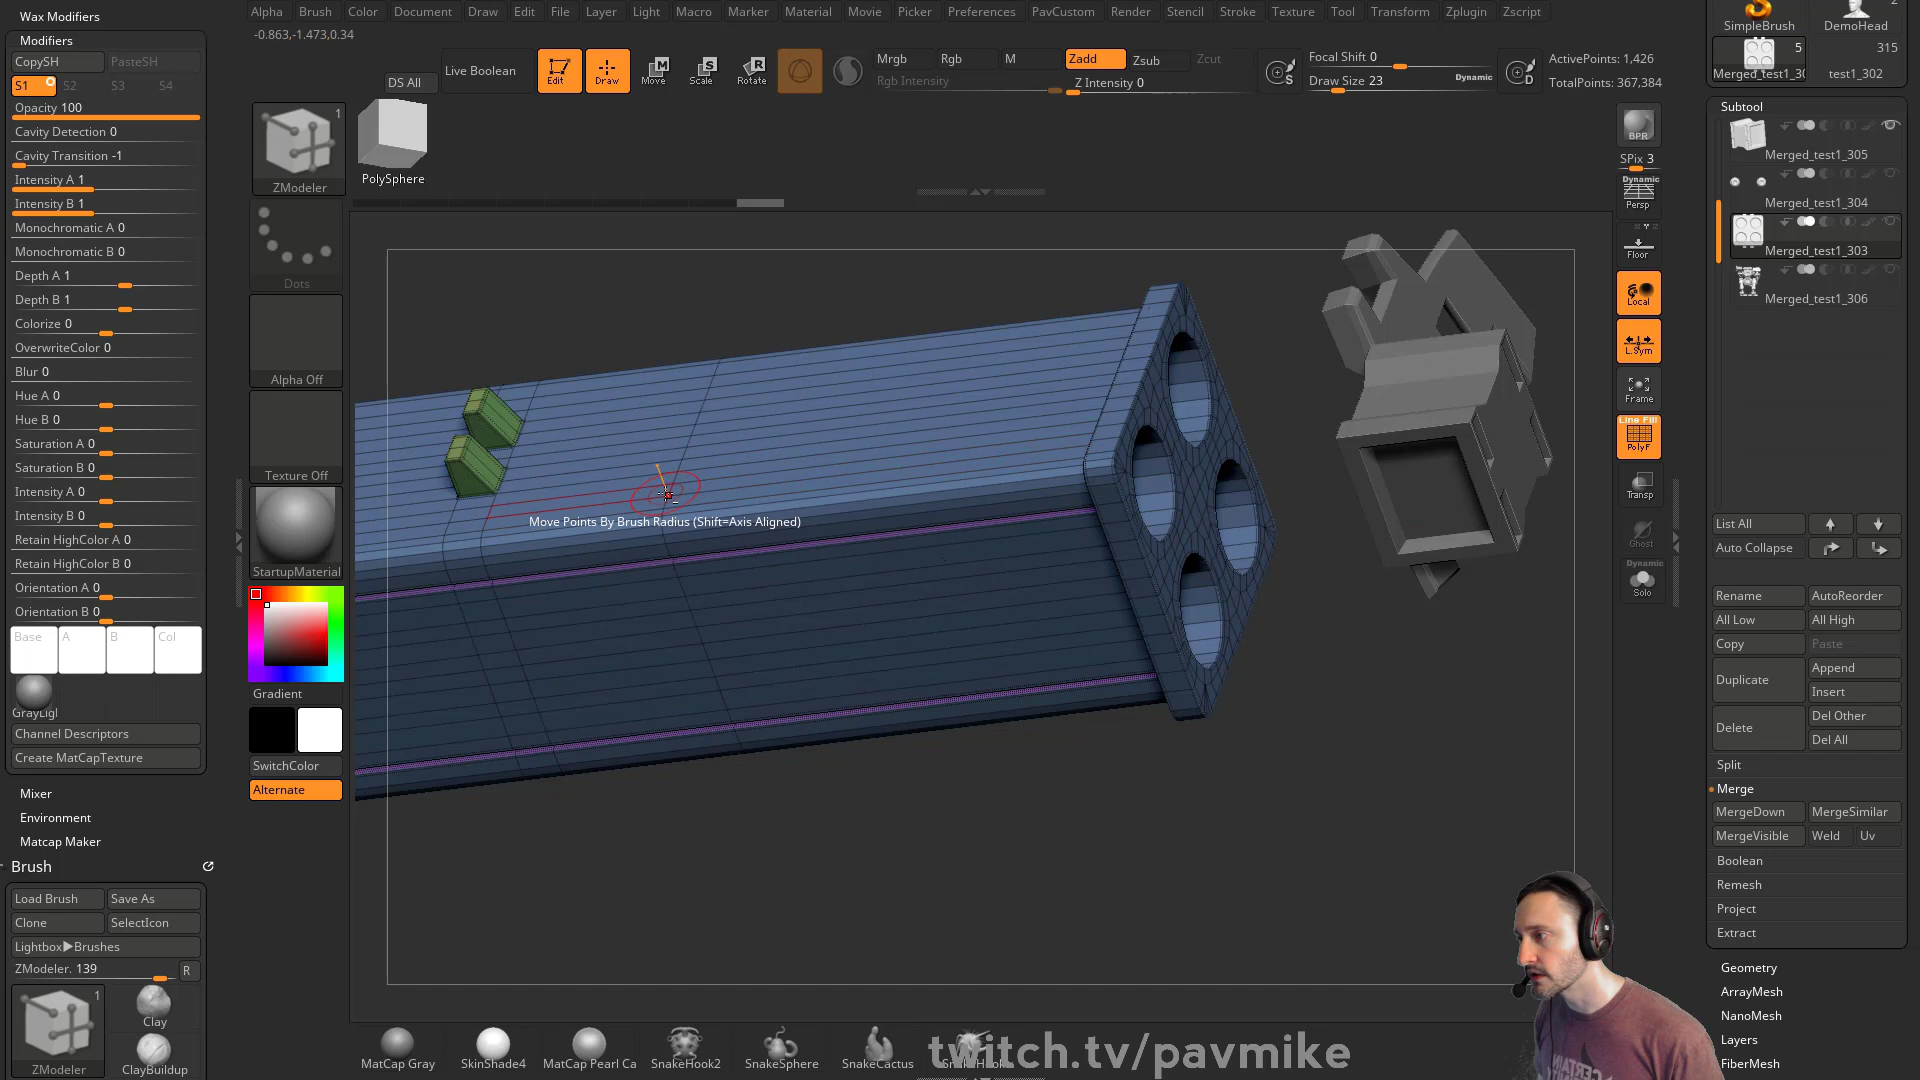 Alpha Brush Color Document Draw Edit File Layer Light Macro Marker Material Movie Picker Preferences PavCustom Render Stencil Stroke Texture Tool Transform Zplugin Zscript
-0.863,-1.473,0.34
Wax Modifiers
Modifiers
CopySH PasteSH
S1 S2 S3 S4
Opacity 100
Cavity Detection 0
Cavity Transition -1
Intensity A 1
Intensity B 1
Monochromatic A 0
Monochromatic B 0
Depth A 1
Depth B 1
Colorize 0
OverwriteColor 0
Blur 0
Hue A 0
Hue B 0
Saturation A 0
Saturation B 0
Intensity A 0
Intensity B 0
Retain HighColor A 0
Retain HighColor B 0
Orientation A 0
Orientation B 0
Base A B Col
GrayLigl
Channel Descriptors
Create MatCapTexture
Mixer
Environment
Matcap Maker
Brush
Load Brush Save As
Clone SelectIcon
Lightbox▶Brushes
ZModeler. 139 R
1
Clay
ZModeler ClayBuildup
DS All
Live Boolean
Edit Draw Move Scale Rotate
Mrgb Rgb M Zadd Zsub Zcut
Rgb Intensity Z Intensity 0
Focal Shift 0
Draw Size 23 Dynamic
S D
ActivePoints: 1,426
TotalPoints: 367,384
1
ZModeler
PolySphere
Dots
Alpha Off
Texture Off
StartupMaterial
Gradient
SwitchColor
Alternate
Move Points By Brush Radius (Shift=Axis Aligned)
BPR
SPix 3
Dynamic
Persp
Floor
Local
L.Sym
Frame
Line Fill
PolyF
Transp
Ghost
Dynamic
Solo
MatCap Gray SkinShade4 MatCap Pearl Ca SnakeHook2 SnakeSphere SnakeCactus
twitch.tv/pavmike
2
SimpleBrush DemoHead
5 315
Merged_test1_30 test1_302
Subtool
Merged_test1_305
Merged_test1_304
Merged_test1_303
Merged_test1_306
List All
Auto Collapse
Rename AutoReorder
All Low All High
Copy Paste
Duplicate Append
Insert
Delete Del Other
Del All
Split
Merge
MergeDown MergeSimilar
MergeVisible Weld Uv
Boolean
Remesh
Project
Extract
Geometry
ArrayMesh
NanoMesh
Layers
FiberMesh